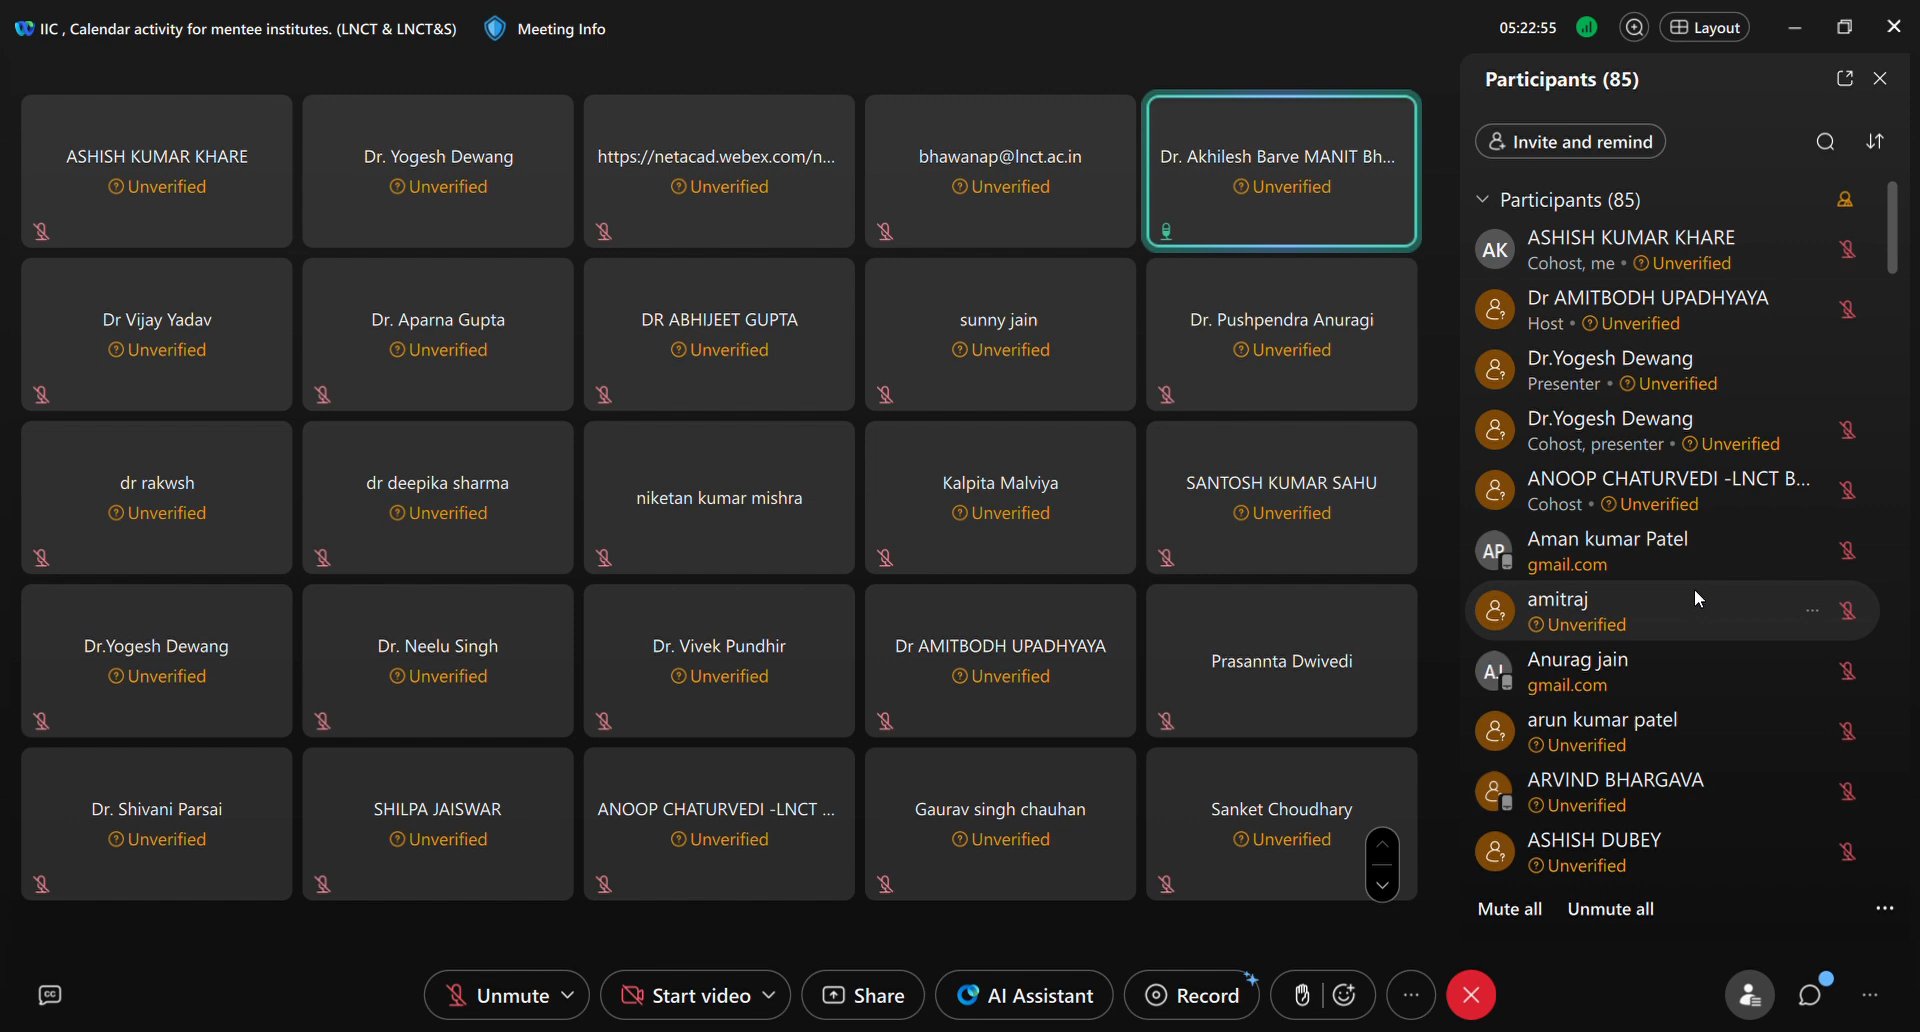 IIC , Calendar activity for mentee institutes. (LNCT & LNCT&S)
Meeting Info
05:22:55
Layout
ASHISH KUMAR KHARE
Unverified
Dr. Yogesh Dewang
Unverified
https://netacad.webex.com/n...
Unverified
bhawanap@lnct.ac.in
Unverified
Dr. Akhilesh Barve MANIT Bh...
Unverified
Dr Vijay Yadav
Unverified
Dr. Aparna Gupta
Unverified
DR ABHIJEET GUPTA
Unverified
sunny jain
Unverified
Dr. Pushpendra Anuragi
Unverified
dr rakwsh
Unverified
dr deepika sharma
Unverified
niketan kumar mishra
Kalpita Malviya
Unverified
SANTOSH KUMAR SAHU
Unverified
Dr.Yogesh Dewang
Unverified
Dr. Neelu Singh
Unverified
Dr. Vivek Pundhir
Unverified
Dr AMITBODH UPADHYAYA
Unverified
Prasannta Dwivedi
Dr. Shivani Parsai
Unverified
SHILPA JAISWAR
Unverified
ANOOP CHATURVEDI -LNCT ...
Unverified
Gaurav singh chauhan
Unverified
Sanket Choudhary
Unverified
Participants (85)
Invite and remind
Participants (85)
AK
ASHISH KUMAR KHARE
Cohost, me • Unverified
Dr AMITBODH UPADHYAYA
Host • Unverified
Dr.Yogesh Dewang
Presenter • Unverified
Dr.Yogesh Dewang
Cohost, presenter • Unverified
ANOOP CHATURVEDI -LNCT B...
Cohost • Unverified
AP
Aman kumar Patel
gmail.com
amitraj
Unverified
AJ
Anurag jain
gmail.com
arun kumar patel
Unverified
ARVIND BHARGAVA
Unverified
ASHISH DUBEY
Unverified
Mute all Unmute all
CC
Unmute
Start video
Share
AI Assistant
Record